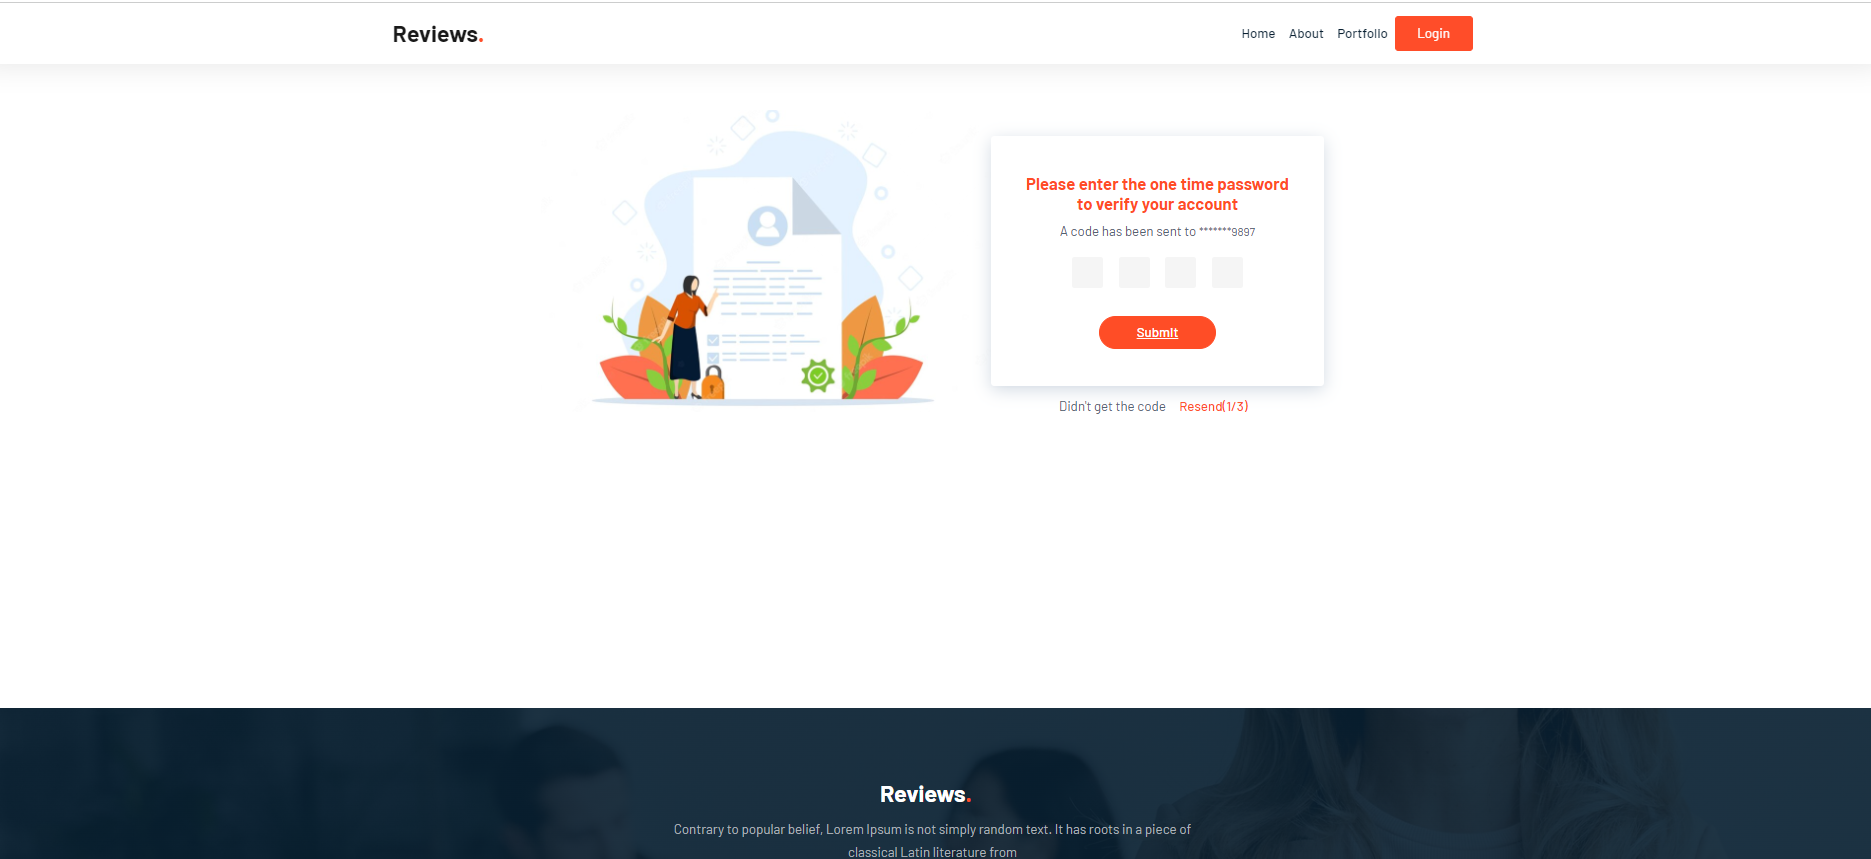 Reviews.
Home About Portfolio Login
Please enter the one time password
to verify your account
A code has been sent to *******9897
Submit
Didn't get the code Resend(1/3)
Reviews.
Contrary to popular belief, Lorem Ipsum is not simply random text. It has roots in a piece of
classical Latin literature from